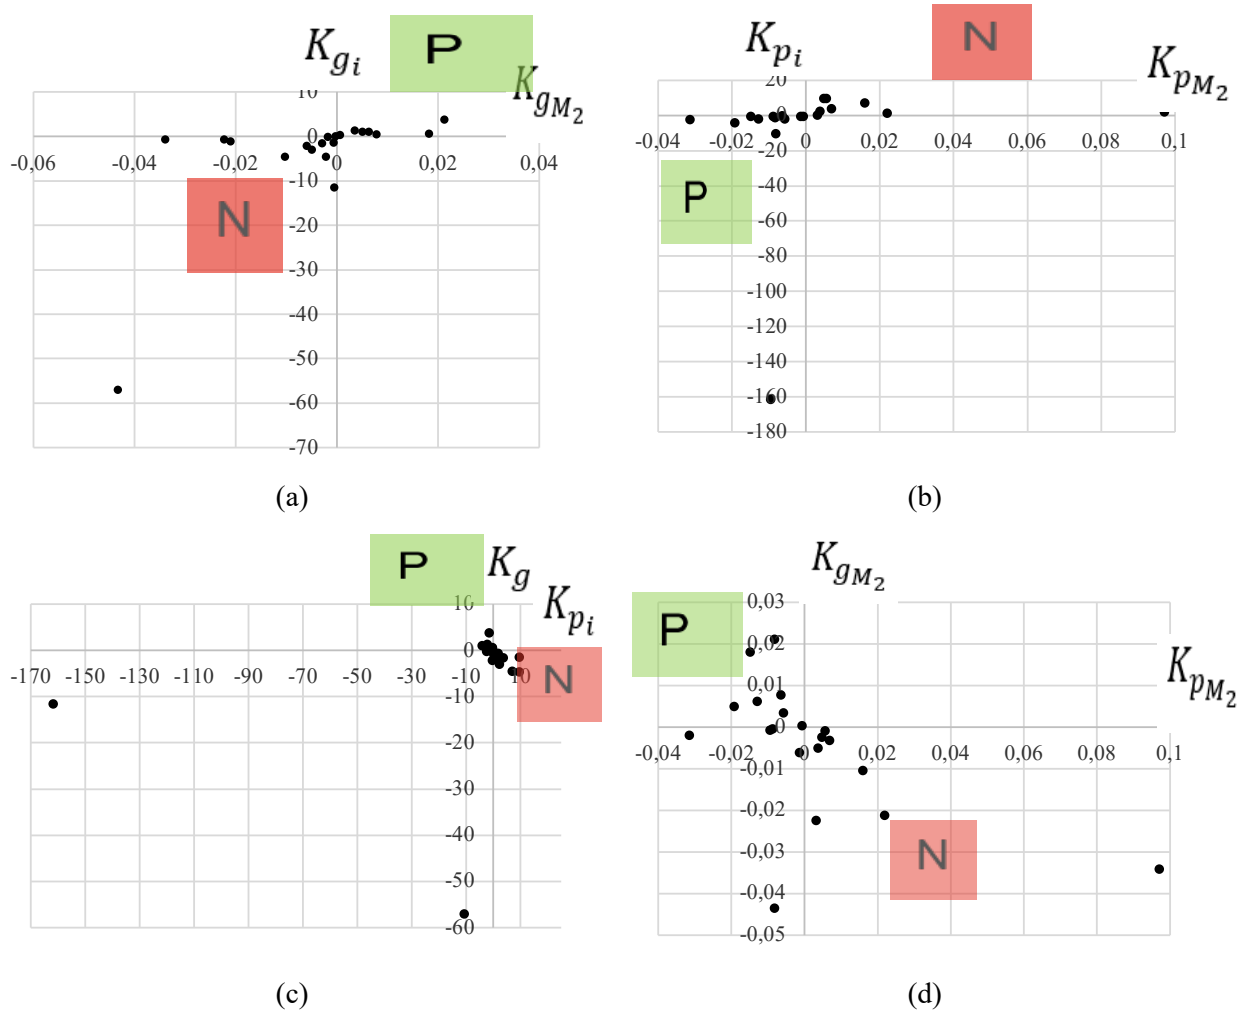 K_{g_i} P
K_{g_{M_2}}
10
0
-0,06 -0,04 -0,02 0 0,02 0,04
-10
N
-20
-30
-40
-50
-60
-70
(a)
N
K_{p_i} K_{p_{M_2}}
20
0
-0,04 -0,02 0 0,02 0,04 0,06 0,08 0,1
-20
P
-40
-60
-80
-100
-120
-140
-160
-180
(b)
P K_g
K_{p_i}
10
0
-170 -150 -130 -110 -90 -70 -50 -30 -10 10
N
-10
-20
-30
-40
-50
-60
(c)
K_{g_{M_2}}
P
0,03
0,02
0,01
K_{p_{M_2}}
0
-0,04 -0,02 0 0,02 0,04 0,06 0,08 0,1
-0,01
-0,02
N
-0,03
-0,04
-0,05
(d)